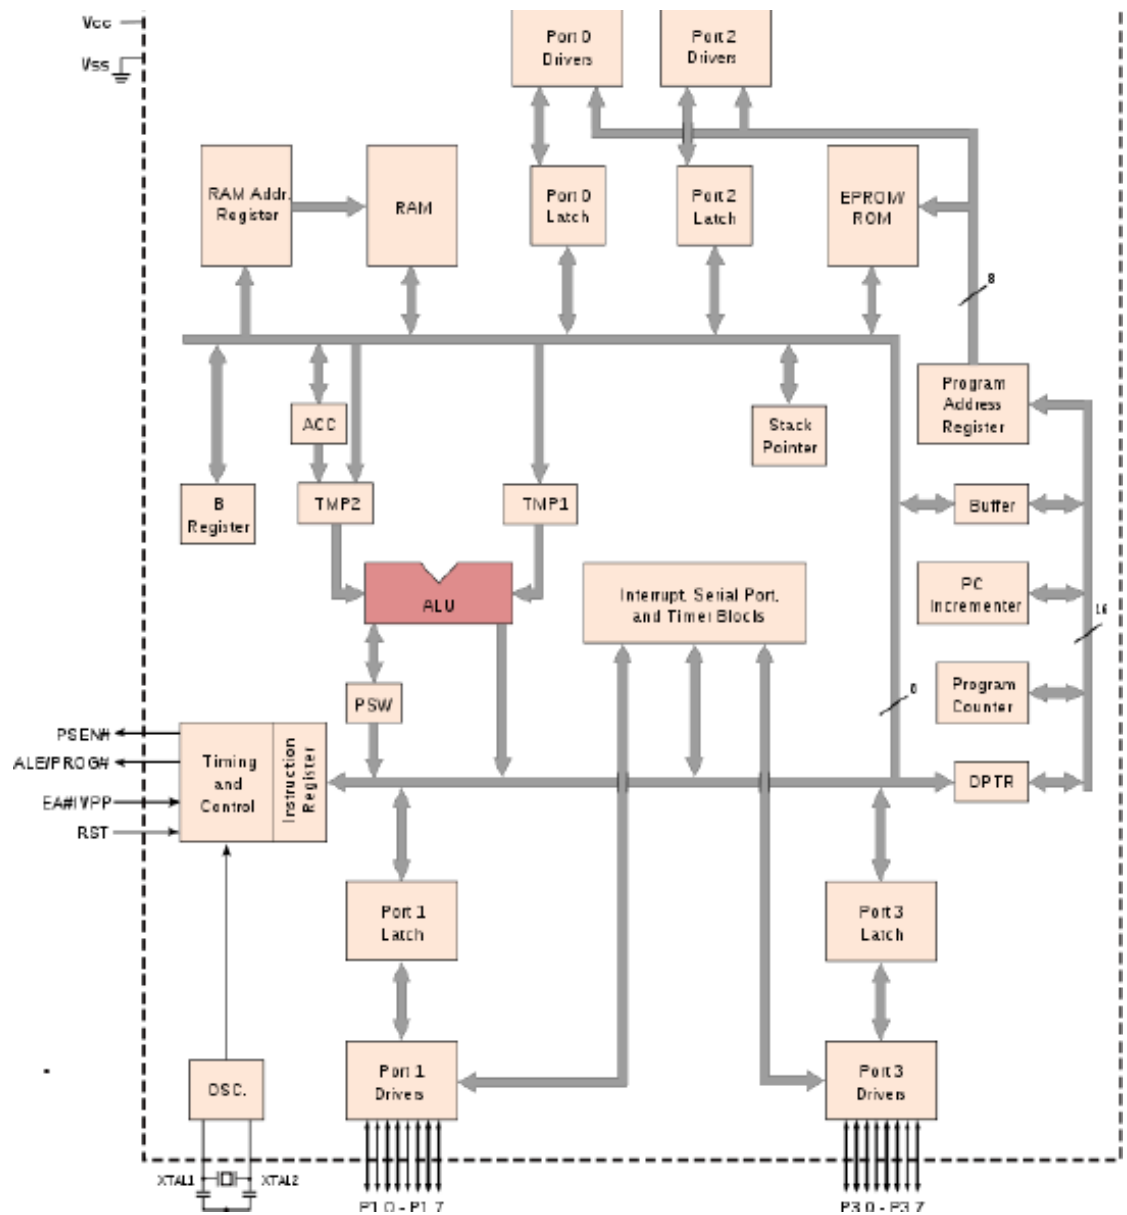 Vcc
Vss
Port 0
Drivers
Port 2
Drivers
RAM Addr.
Register
RAM
Port 0
Latch
Port 2
Latch
EPROM/
ROM
8
Program
Address
Register
ACC
Stack
Pointer
B
Register
TMP2
TMP1
Buffer
ALU
Interrupt, Serial Port,
and Timer Blocks
PC
Incrementer
16
PSW
8
Program
Counter
PSEN#
ALE/PROG#
EA#/VPP
RST
Timing
and
Control
Instruction
Register
DPTR
Port 1
Latch
Port 3
Latch
OSC.
Port 1
Drivers
Port 3
Drivers
XTAL1
XTAL2
P1.0 - P1.7
P3.0 - P3.7